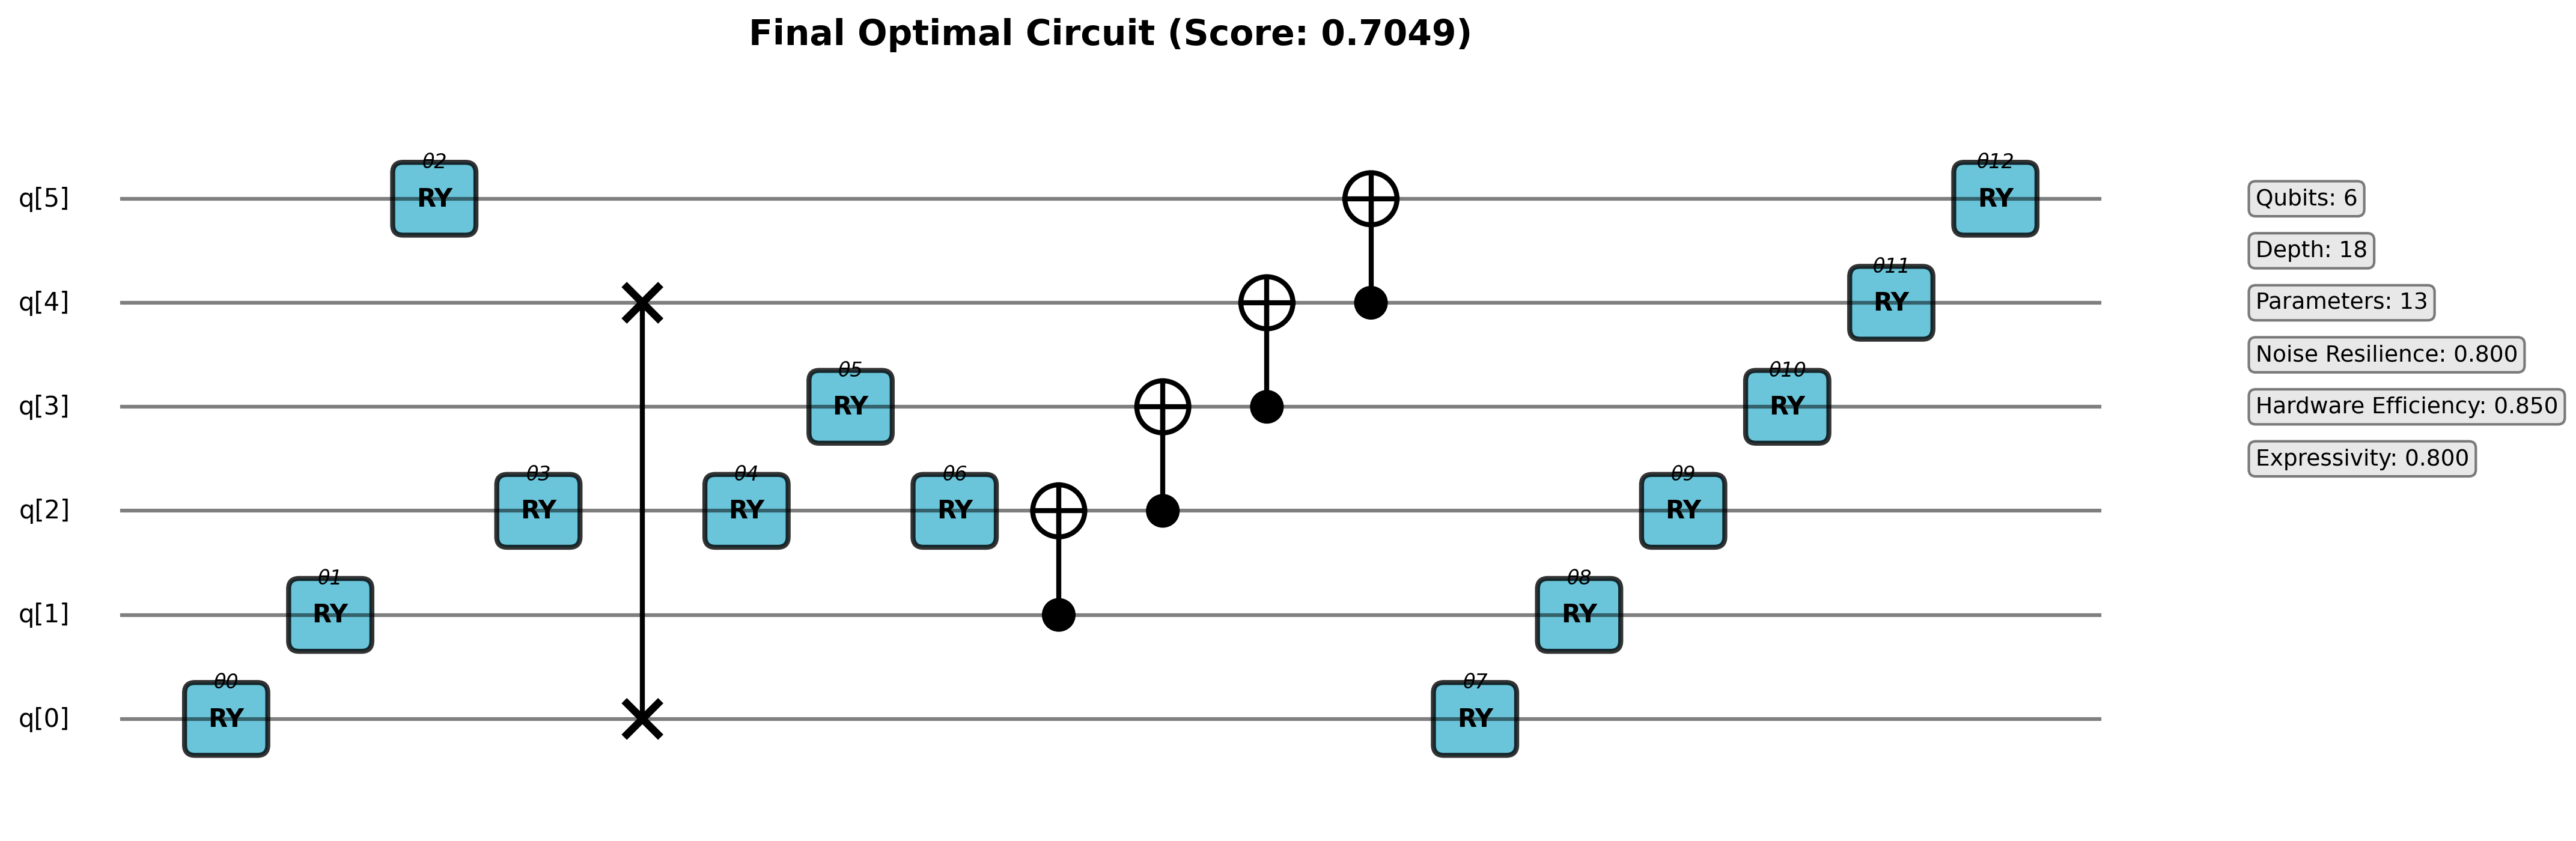 Final Optimal Circuit (Score: 0.7049)
θ2
θ12
q[5]
RY
RY
Qubits: 6
Depth: 18
θ11
q[4]
RY
Parameters: 13
Noise Resilience: 0.800
θ5
θ10
q[3]
RY
RY
Hardware Efficiency: 0.850
Expressivity: 0.800
θ3
θ4
θ6
θ9
q[2]
RY
RY
RY
RY
θ1
θ8
q[1]
RY
RY
θ0
θ7
q[0]
RY
RY